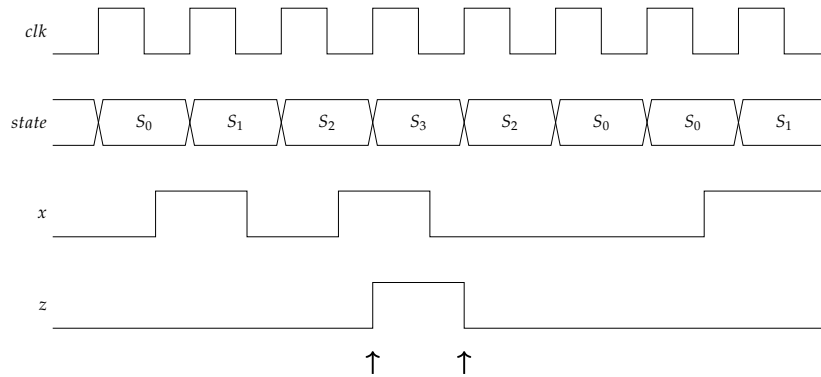 clk
state S₀ S₁ S₂ S₃ S₂ S₀ S₀ S₁
x
z